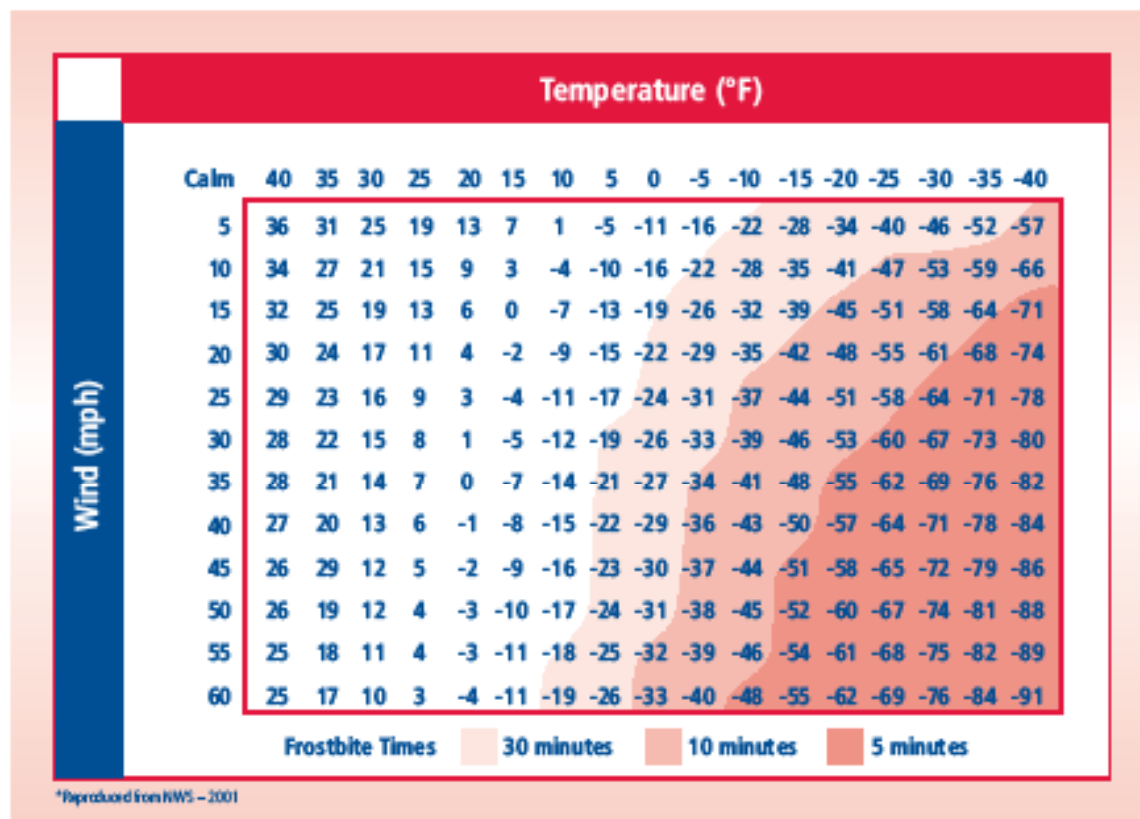 Temperature (°F)
Wind (mph)
Calm 40 35 30 25 20 15 10 5 0 -5 -10 -15 -20 -25 -30 -35 -40
5 36 31 25 19 13 7 1 -5 -11 -16 -22 -28 -34 -40 -46 -52 -57
10 34 27 21 15 9 3 -4 -10 -16 -22 -28 -35 -41 -47 -53 -59 -66
15 32 25 19 13 6 0 -7 -13 -19 -26 -32 -39 -45 -51 -58 -64 -71
20 30 24 17 11 4 -2 -9 -15 -22 -29 -35 -42 -48 -55 -61 -68 -74
25 29 23 16 9 3 -4 -11 -17 -24 -31 -37 -44 -51 -58 -64 -71 -78
30 28 22 15 8 1 -5 -12 -19 -26 -33 -39 -46 -53 -60 -67 -73 -80
35 28 21 14 7 0 -7 -14 -21 -27 -34 -41 -48 -55 -62 -69 -76 -82
40 27 20 13 6 -1 -8 -15 -22 -29 -36 -43 -50 -57 -64 -71 -78 -84
45 26 29 12 5 -2 -9 -16 -23 -30 -37 -44 -51 -58 -65 -72 -79 -86
50 26 19 12 4 -3 -10 -17 -24 -31 -38 -45 -52 -60 -67 -74 -81 -88
55 25 18 11 4 -3 -11 -18 -25 -32 -39 -46 -54 -61 -68 -75 -82 -89
60 25 17 10 3 -4 -11 -19 -26 -33 -40 -48 -55 -62 -69 -76 -84 -91
Frostbite Times 30 minutes 10 minutes 5 minutes
*Reproduced from NWS – 2001